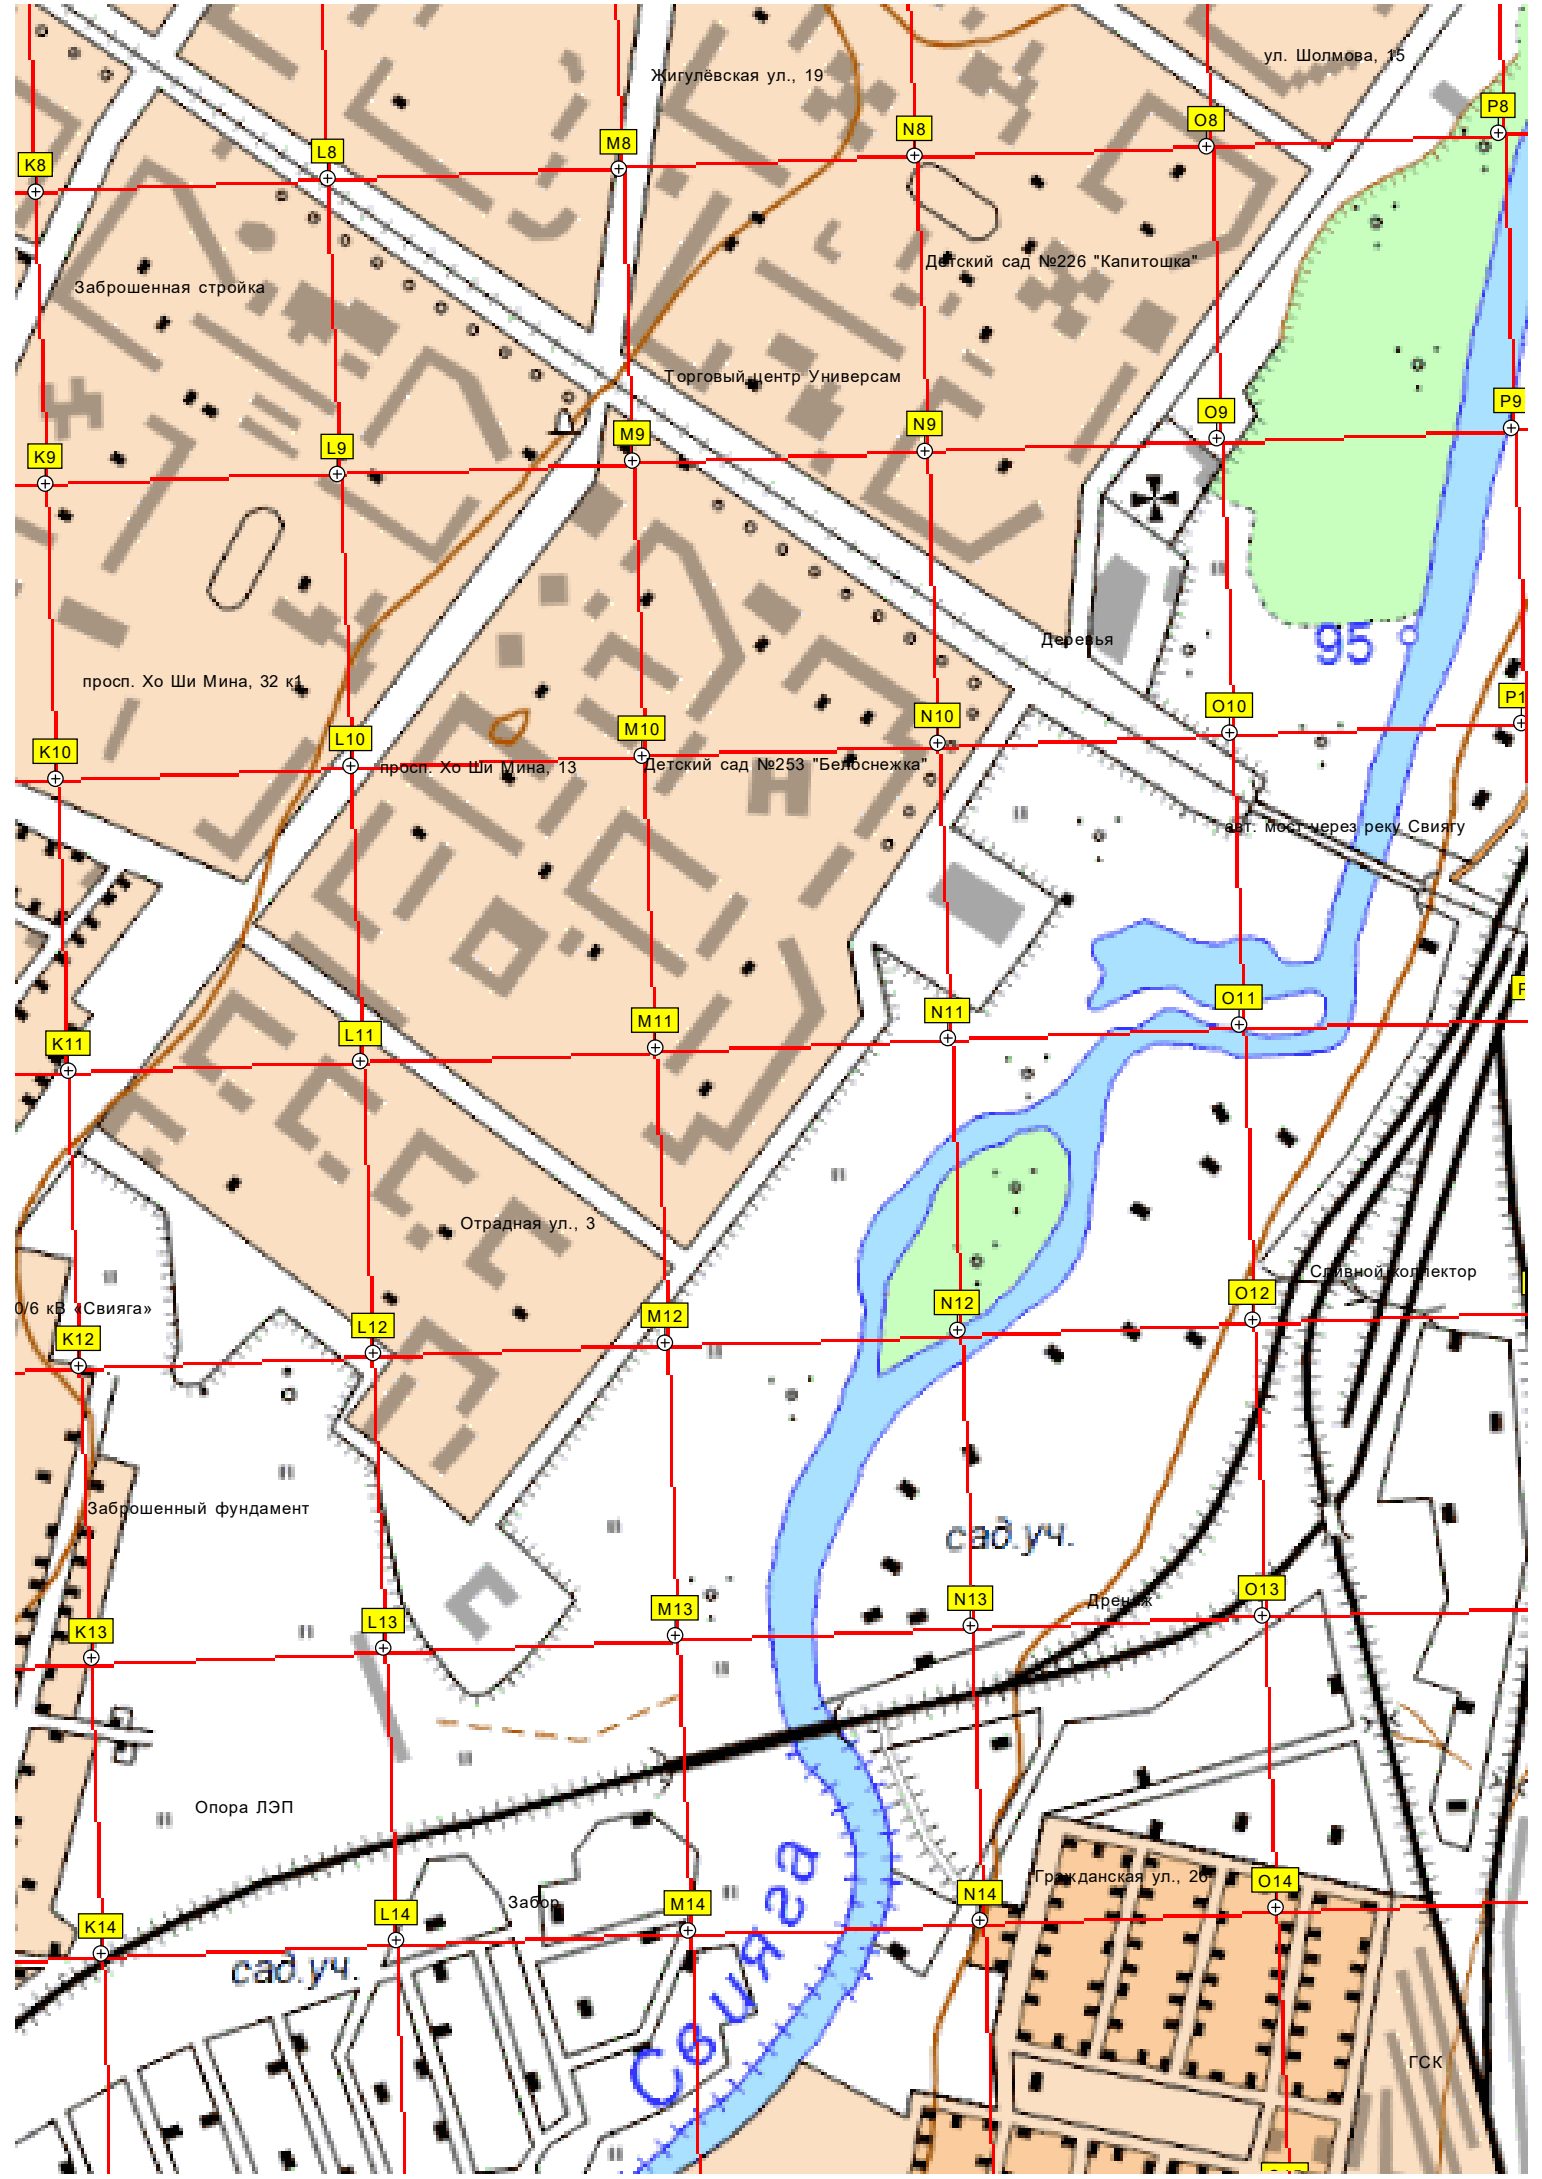 ул. Шолмова, 15
Жигулёвская ул., 19
P8
O8
N8
M8
L8
K8
Детский сад №226 "Капитошка"
Заброшенная стройка
Торговый центр Универсам
P9
O9
N9
M9
L9
K9
Деревья
95
просп. Хо Ши Мина, 32 к1
P1
O10
N10
M10
L10
K10
просп. Хо Ши Мина, 13
Детский сад №253 "Белоснежка"
авт. мост через реку Свиягу
P
O11
N11
M11
L11
K11
Отрадная ул., 3
Сливной коллектор
0/6 кВ «Свияга»
O12
N12
M12
L12
K12
Заброшенный фундамент
сад.уч.
Дренаж
O13
N13
M13
L13
K13
Опора ЛЭП
Свияга
Гражданская ул., 26
Забор
O14
N14
M14
L14
K14
сад.уч.
ГСК